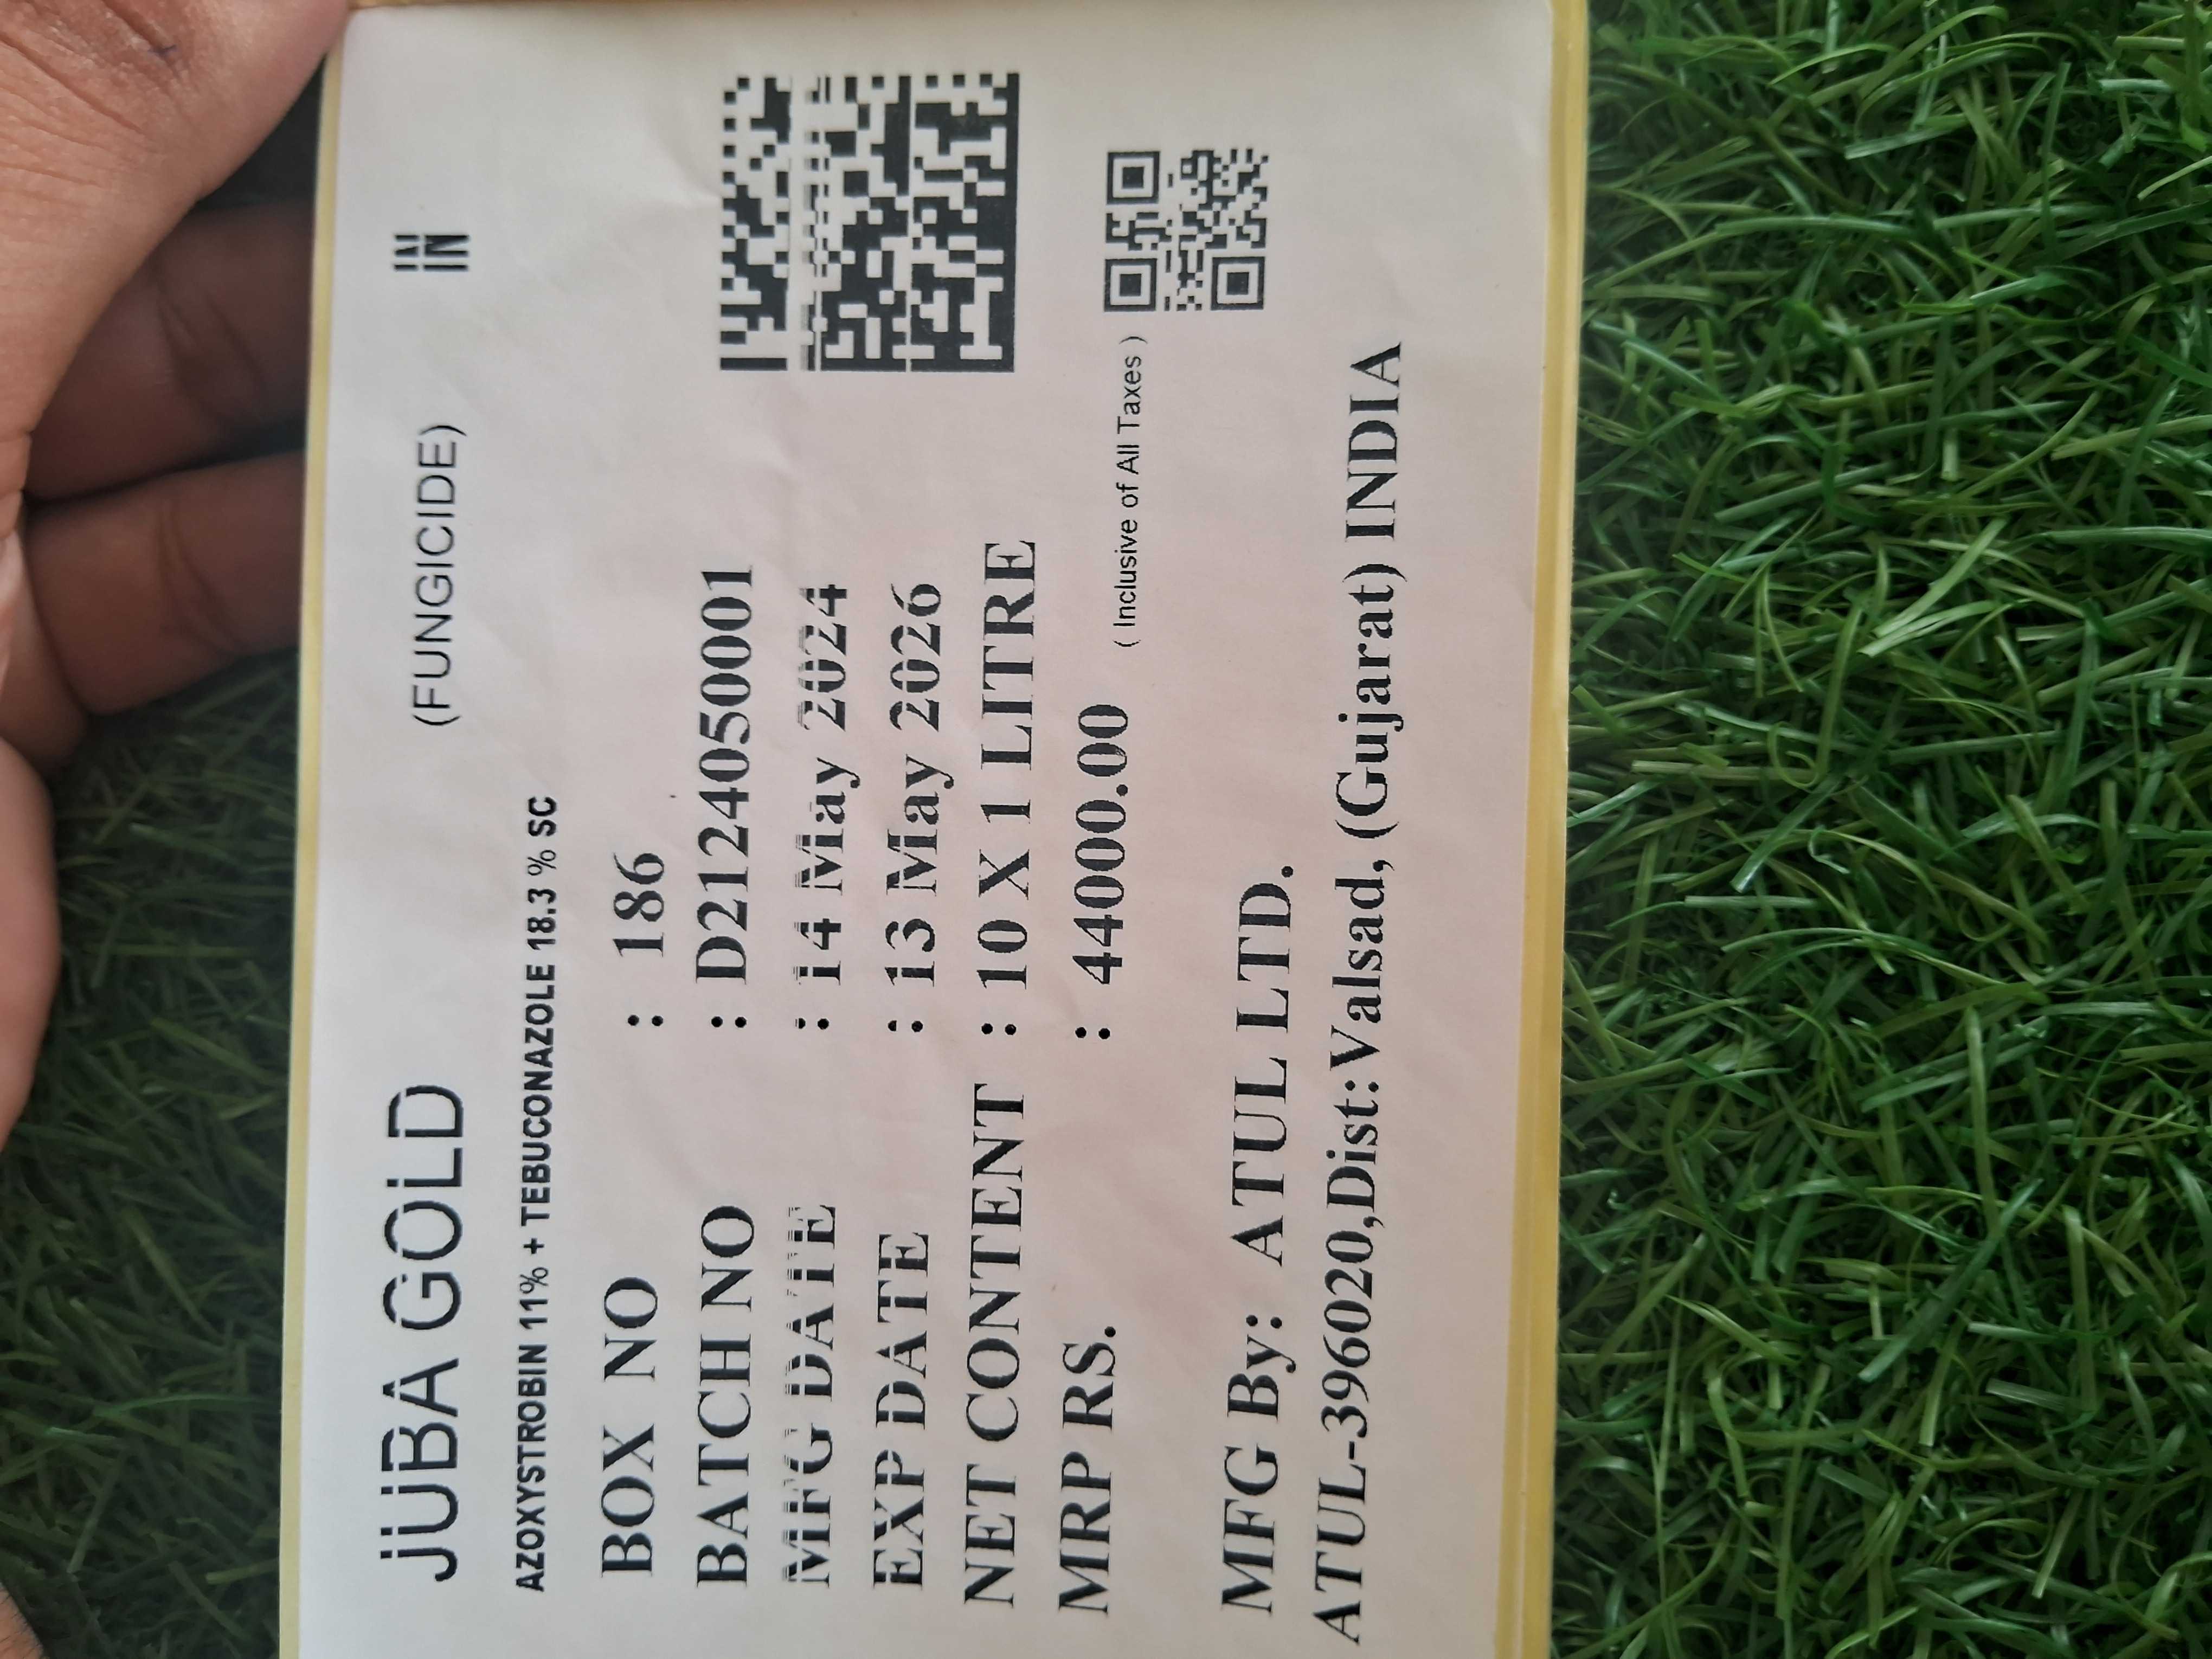 JUBA GOLD (FUNGICIDE) IN
AZOXYSTROBIN 11% + TEBUCONAZOLE 18.3 % SC
BOX NO : 186
BATCH NO : D2124050001
MFG DATE : 14 May 2024
EXP DATE : 13 May 2026
NET CONTENT : 10 X 1 LITRE
MRP RS. : 44000.00 ( Inclusive of All Taxes )
MFG By: ATUL LTD.
ATUL-396020,Dist:Valsad, (Gujarat) INDIA